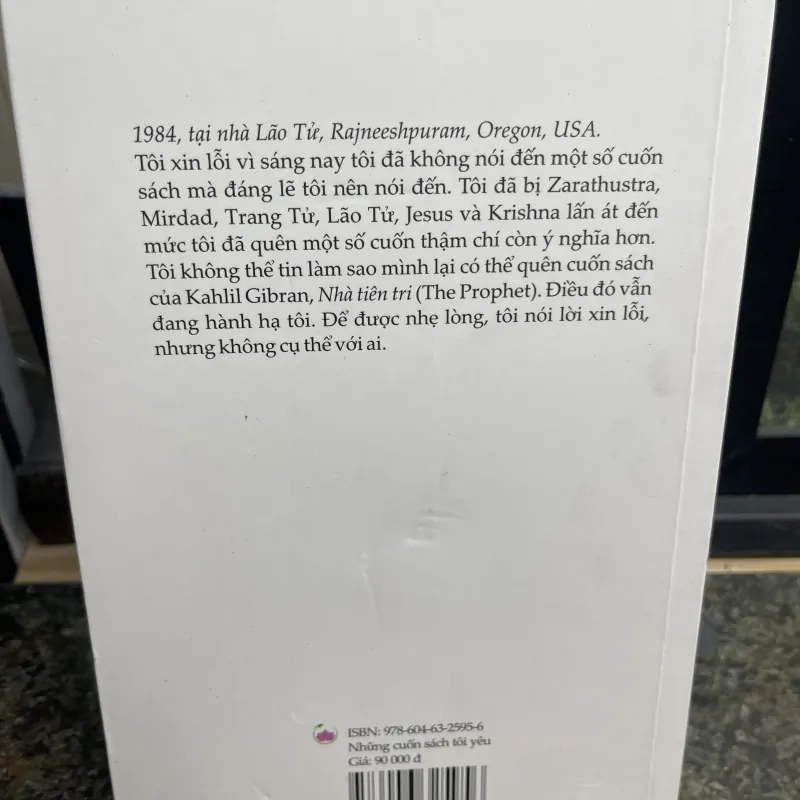 1984, tại nhà Lão Tử, Rajneeshpuram, Oregon, USA.
Tôi xin lỗi vì sáng nay tôi đã không nói đến một số cuốn
sách mà đáng lẽ tôi nên nói đến. Tôi đã bị Zarathustra,
Mirdad, Trang Tử, Lão Tử, Jesus và Krishna lấn át đến
mức tôi đã quên một số cuốn thậm chí còn ý nghĩa hơn.
Tôi không thể tin làm sao mình lại có thể quên cuốn sách
của Kahlil Gibran, Nhà tiên tri (The Prophet). Điều đó vẫn
đang hành hạ tôi. Để được nhẹ lòng, tôi nói lời xin lỗi,
nhưng không cụ thể với ai.
ISBN: 978-604-63-2595-6
Những cuốn sách tôi yêu
Giá: 90 000 đ